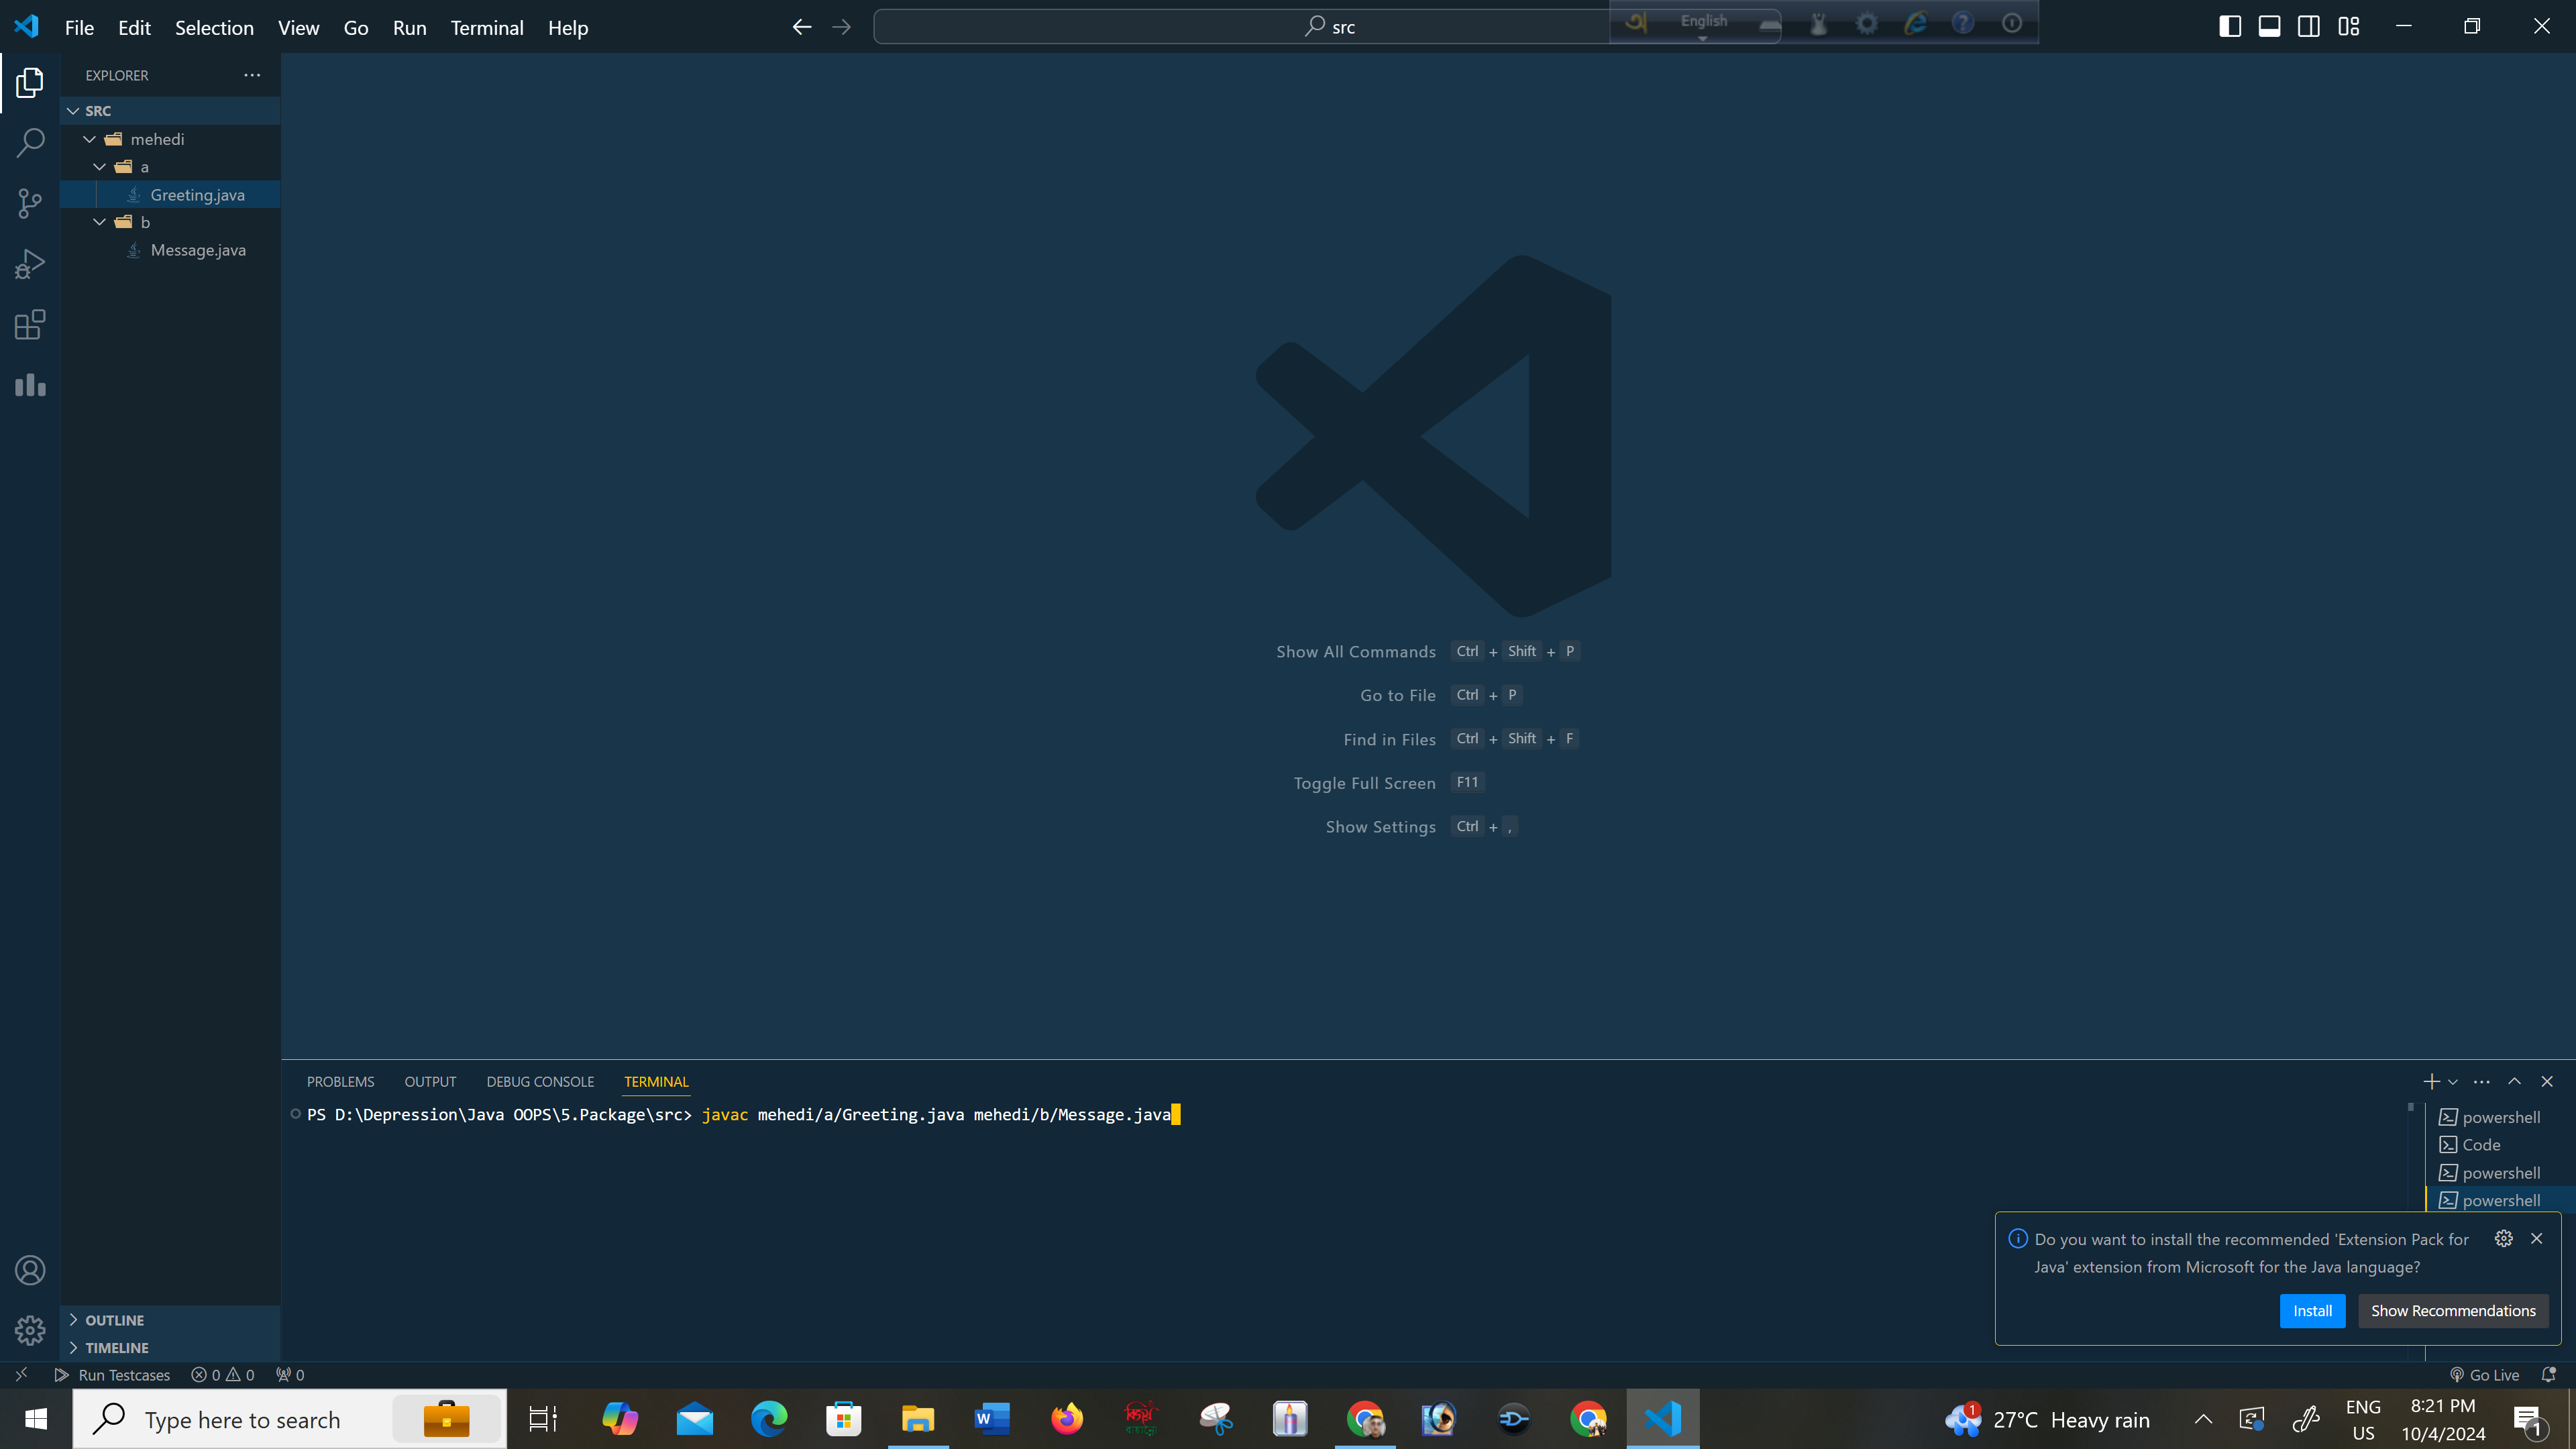 File Edit Selection View Go Run Terminal Help
src
English
EXPLORER
SRC
mehedi
a
Greeting.java
b
Message.java
Show All Commands Ctrl + Shift + P
Go to File Ctrl + P
Find in Files Ctrl + Shift + F
Toggle Full Screen F11
Show Settings Ctrl + ,
PROBLEMS OUTPUT DEBUG CONSOLE TERMINAL
PS D:\Depression\Java OOPS\5.Package\src> javac mehedi/a/Greeting.java mehedi/b/Message.java
powershell
Code
powershell
powershell
Do you want to install the recommended 'Extension Pack for
Java' extension from Microsoft for the Java language?
Install Show Recommendations
OUTLINE
TIMELINE
Run Testcases 0 0 0 Go Live
Type here to search
1 27°C Heavy rain
ENG
US
8:21 PM
10/4/2024
1